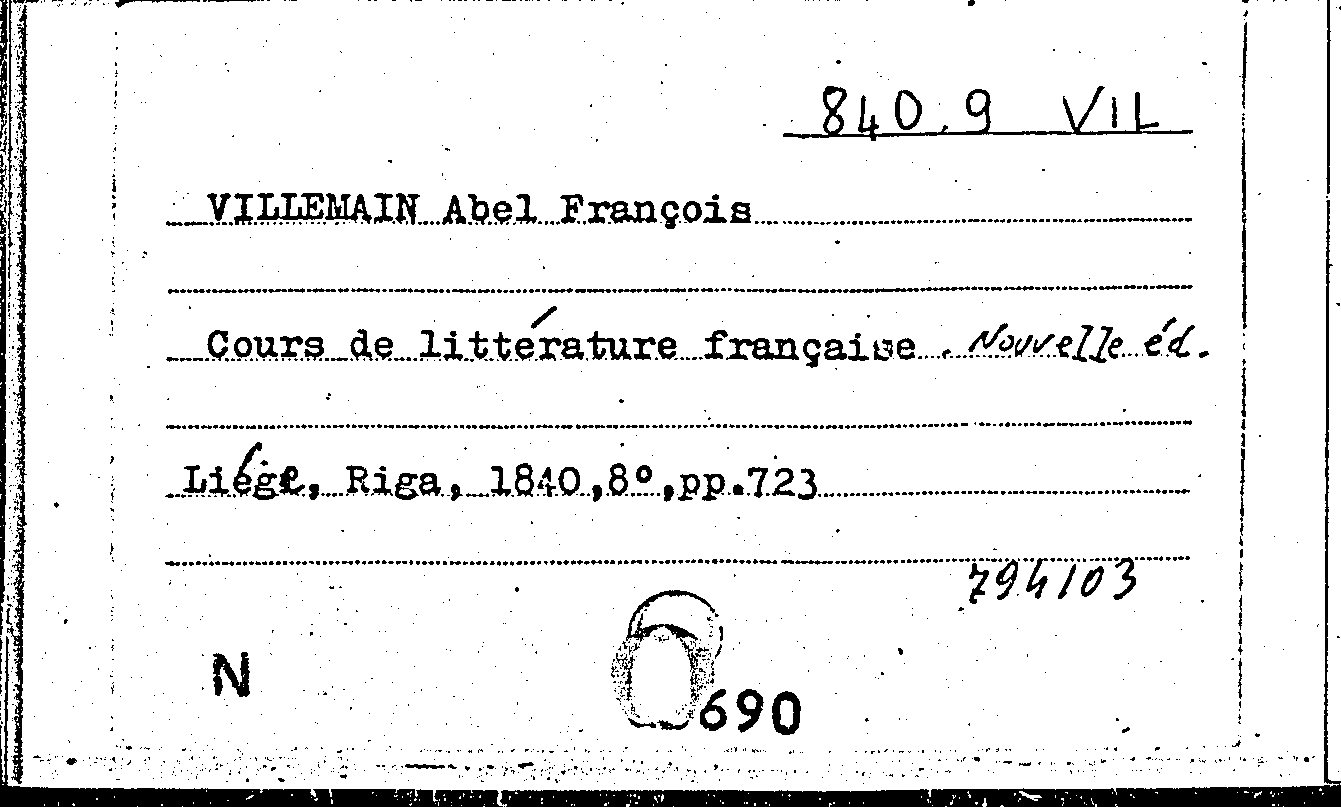 840.9 VIL
VILLEMAIN Abel François
Cours de littérature française. Nouvelle éd.
Liége, Riga, 1840,8°,pp.723
794103
N 690